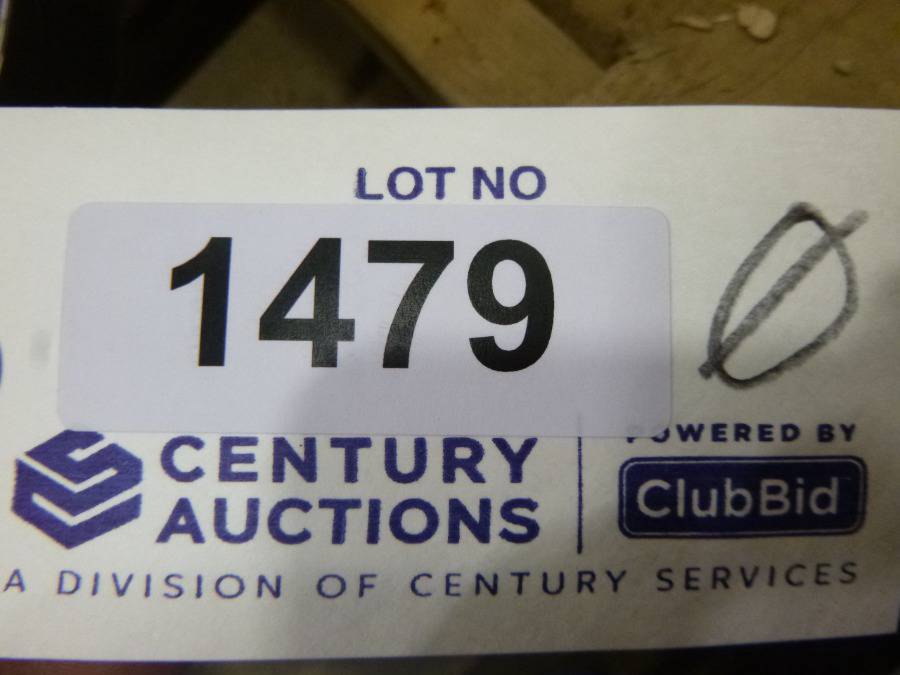 LOT NO
1479
Ø
CENTURY
AUCTIONS
POWERED BY
ClubBid
A DIVISION OF CENTURY SERVICES